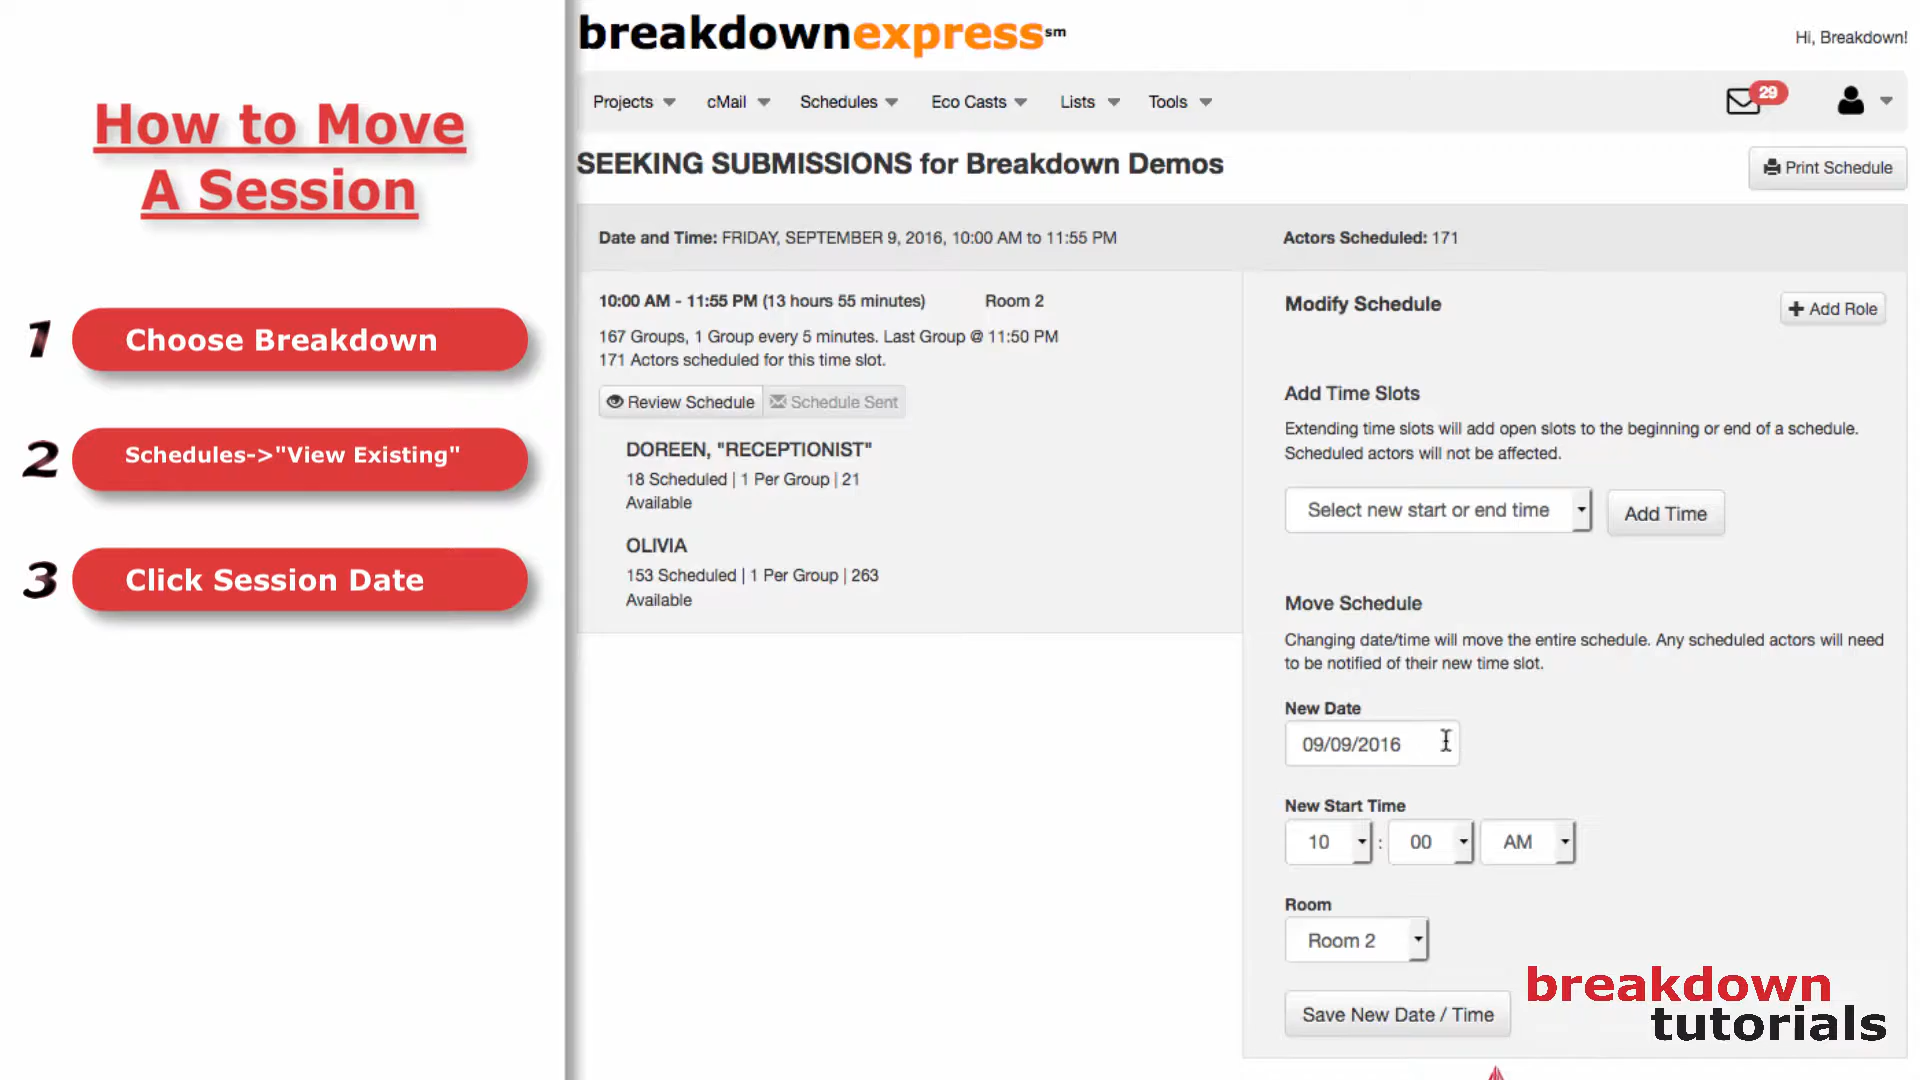 How to Move
A Session
1 Choose Breakdown
2 Schedules->"View Existing"
3 Click Session Date
breakdownexpress℠
Hi, Breakdown!
Projects cMail Schedules Eco Casts Lists Tools 29
SEEKING SUBMISSIONS for Breakdown Demos
Print Schedule
Date and Time: FRIDAY, SEPTEMBER 9, 2016, 10:00 AM to 11:55 PM
Actors Scheduled: 171
10:00 AM - 11:55 PM (13 hours 55 minutes) Room 2
167 Groups, 1 Group every 5 minutes. Last Group @ 11:50 PM
171 Actors scheduled for this time slot.
Review Schedule Schedule Sent
DOREEN, "RECEPTIONIST"
18 Scheduled | 1 Per Group | 21
Available
OLIVIA
153 Scheduled | 1 Per Group | 263
Available
Modify Schedule
+ Add Role
Add Time Slots
Extending time slots will add open slots to the beginning or end of a schedule.
Scheduled actors will not be affected.
Select new start or end time Add Time
Move Schedule
Changing date/time will move the entire schedule. Any scheduled actors will need
to be notified of their new time slot.
New Date
09/09/2016
New Start Time
10 : 00 AM
Room
Room 2
Save New Date / Time
breakdown
tutorials